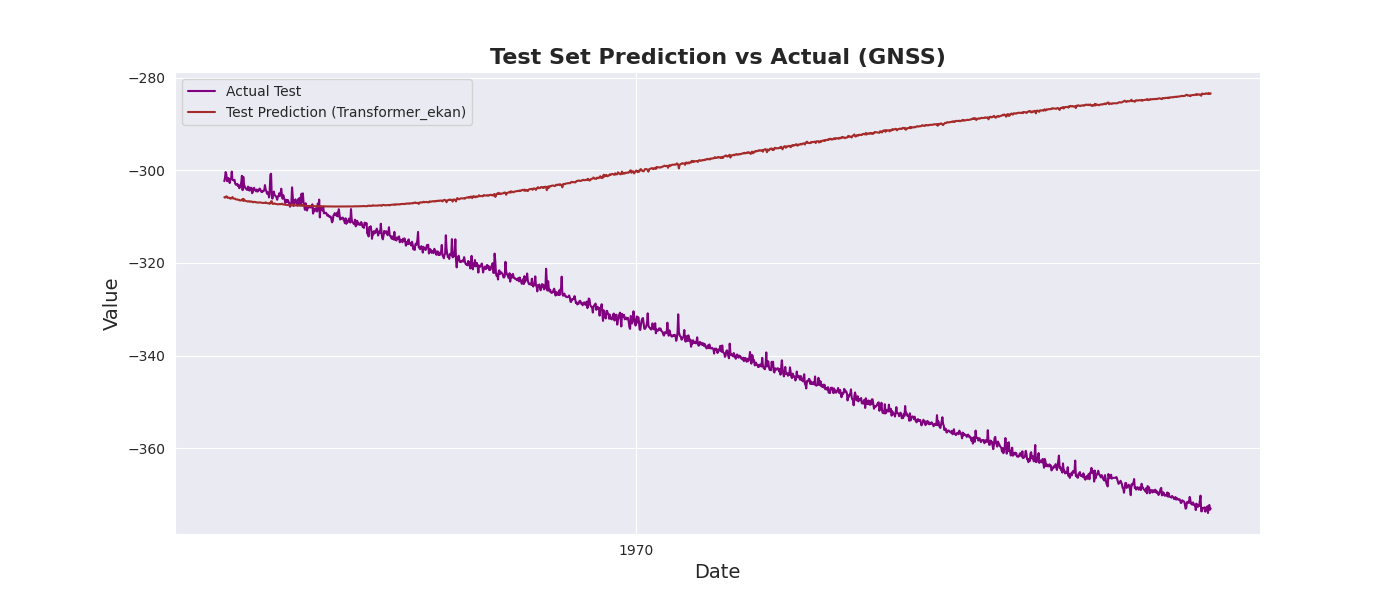 Test Set Prediction vs Actual (GNSS)
Actual Test
Test Prediction (Transformer_ekan)
−280
−300
−320
−340
−360
Value
1970
Date